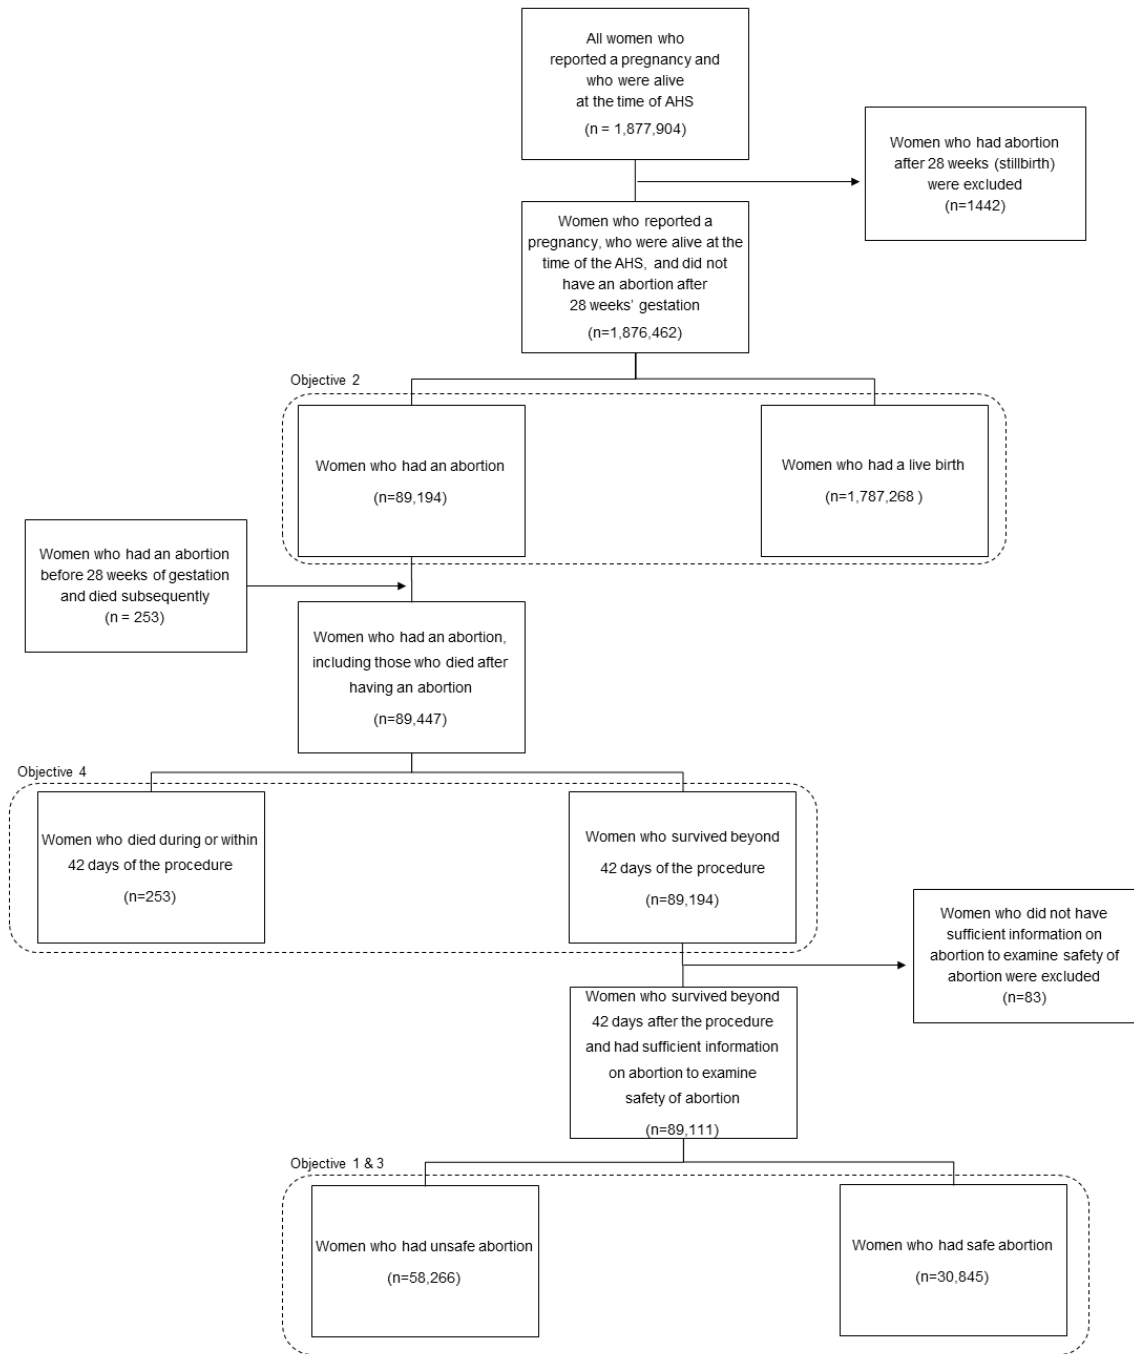 All women who
reported a pregnancy and
who were alive
at the time of AHS
(n = 1,877,904)
Women who had abortion
after 28 weeks (stillbirth)
were excluded
(n=1442)
Women who reported a
pregnancy, who were alive at the
time of the AHS, and did not
have an abortion after
28 weeks' gestation
(n=1,876,462)
Objective 2
Women who had an abortion
(n=89,194)
Women who had a live birth
(n=1,787,268 )
Women who had an abortion
before 28 weeks of gestation
and died subsequently
(n = 253)
Women who had an abortion,
including those who died after
having an abortion
(n=89,447)
Objective 4
Women who died during or within
42 days of the procedure
(n=253)
Women who survived beyond
42 days of the procedure
(n=89,194)
Women who did not have
sufficient information on
abortion to examine safety of
abortion were excluded
(n=83)
Women who survived beyond
42 days after the procedure
and had sufficient information
on abortion to examine
safety of abortion
(n=89,111)
Objective 1 & 3
Women who had unsafe abortion
(n=58,266)
Women who had safe abortion
(n=30,845)